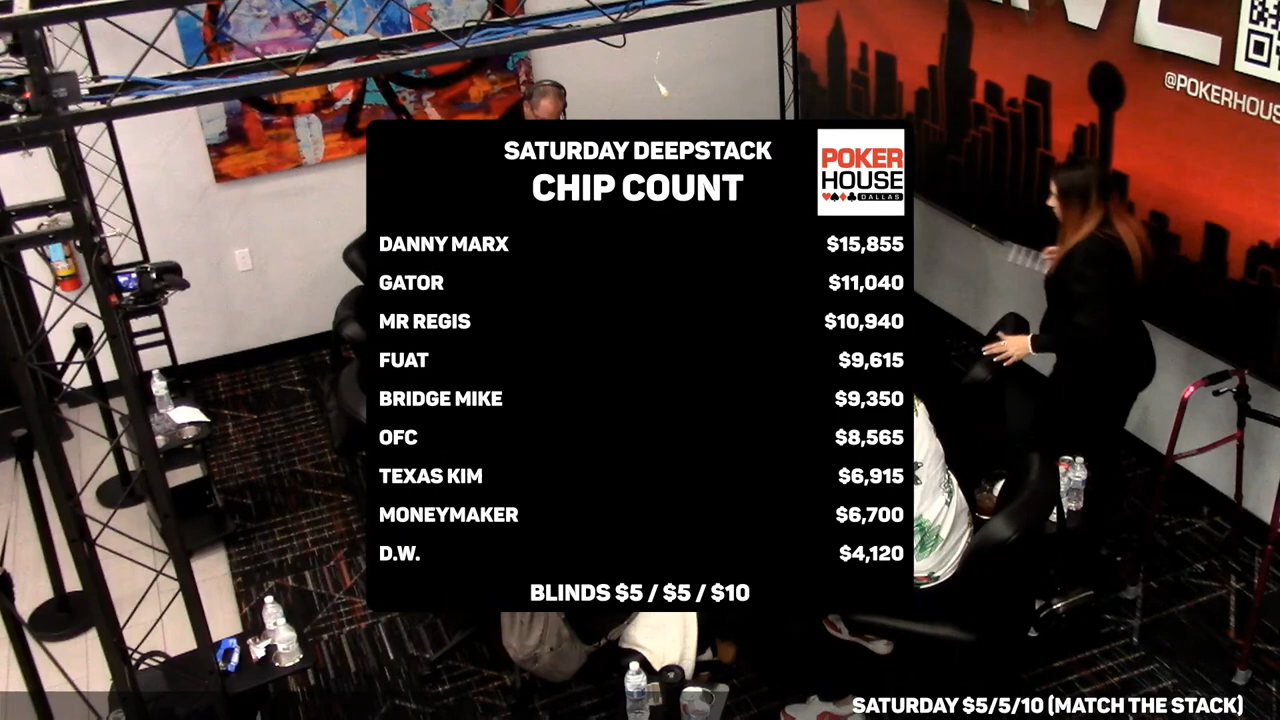 @POKERHOUS
SATURDAY DEEPSTACK
CHIP COUNT
POKER
HOUSE
DALLAS
DANNY MARX $15,855
GATOR $11,040
MR REGIS $10,940
FUAT $9,615
BRIDGE MIKE $9,350
OFC $8,565
TEXAS KIM $6,915
MONEYMAKER $6,700
D.W. $4,120
BLINDS $5 / $5 / $10
SATURDAY $5/5/10 (MATCH THE STACK)